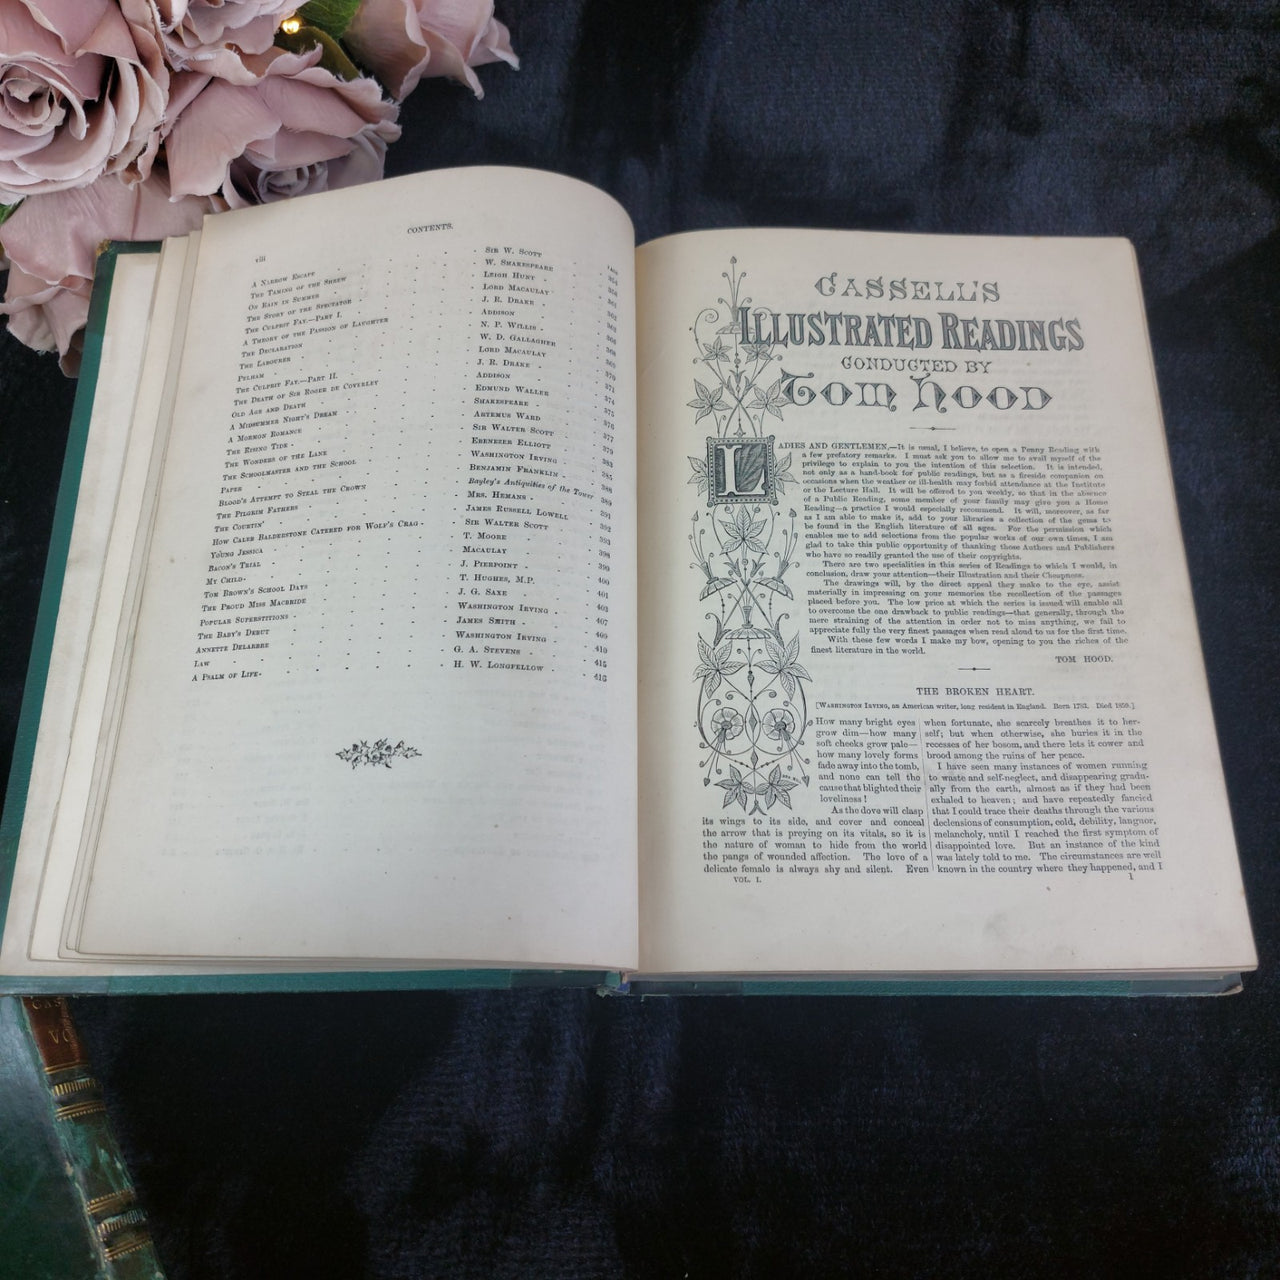 CONTENTS.
viii
PAGE
A NARROW ESCAPE SIR W. SCOTT 354
THE TAMING OF THE SHREW W. SHAKESPEARE 358
ON RAIN IN SUMMER LEIGH HUNT 361
THE STORY OF THE SPECTATOR LORD MACAULAY 362
THE CULPRIT FAY.—PART I. J. R. DRAKE 363
A THEORY OF THE PASSION OF LAUGHTER ADDISON 366
THE DECLARATION N. P. WILLIS 368
THE LABOURER W. D. GALLAGHER 369
PELHAM LORD MACAULAY 370
THE CULPRIT FAY.—PART II. J. R. DRAKE 371
THE DEATH OF SIR ROGER DE COVERLEY ADDISON 374
OLD AGE AND DEATH EDMUND WALLER 375
A MIDSUMMER NIGHT'S DREAM SHAKESPEARE 376
A MORMON ROMANCE ARTEMUS WARD 377
THE RISING TIDE SIR WALTER SCOTT 379
THE WONDERS OF THE LANE EBENEZER ELLIOTT 383
THE SCHOOLMASTER AND THE SCHOOL WASHINGTON IRVING 385
PAPER BENJAMIN FRANKLIN 388
BLOOD'S ATTEMPT TO STEAL THE CROWN Bayley's Antiquities of the Tower 389
THE PILGRIM FATHERS MRS. HEMANS 391
THE COURTIN' JAMES RUSSELL LOWELL 392
HOW CALEB BALDERSTONE CATERED FOR WOLF'S CRAG SIR WALTER SCOTT 393
YOUNG JESSICA T. MOORE 398
BACON'S TRIAL MACAULAY 399
MY CHILD J. PIERPOINT 400
TOM BROWN'S SCHOOL DAYS T. HUGHES, M.P. 401
THE PROUD MISS MACBRIDE J. G. SAXE 403
POPULAR SUPERSTITIONS WASHINGTON IRVING 407
THE BABY'S DEBUT JAMES SMITH 409
ANNETTE DELARBRE WASHINGTON IRVING 410
LAW G. A. STEVENS 415
A PSALM OF LIFE H. W. LONGFELLOW 416
CASSELL'S
ILLUSTRATED READINGS
CONDUCTED BY
TOM HOOD
LADIES AND GENTLEMEN,—It is usual, I believe, to open a Penny Reading with
a few prefatory remarks. I must ask you to allow me to avail myself of the
privilege to explain to you the intention of this selection. It is intended,
not only as a hand-book for public readings, but as a fireside companion on
occasions when the weather or ill-health may forbid attendance at the Institute
or the Lecture Hall. It will be offered to you weekly, so that in the absence
of a Public Reading, some member of your family may give you a Home
Reading—a practice I would especially recommend. It will, moreover, as far
as I am able to make it, add to your libraries a collection of the gems to
be found in the English literature of all ages. For the permission which
enables me to add selections from the popular works of our own times, I am
glad to take this public opportunity of thanking those Authors and Publishers
who have so readily granted the use of their copyrights.
There are two specialities in this series of Readings to which I would, in
conclusion, draw your attention—their Illustration and their Cheapness.
The drawings will, by the direct appeal they make to the eye, assist
materially in impressing on your memories the recollection of the passages
placed before you. The low price at which the series is issued will enable all
to overcome the one drawback to public readings—that generally, through the
mere straining of the attention in order not to miss anything, we fail to
appreciate fully the very finest passages when read aloud to us for the first time.
With these few words I make my bow, opening to you the riches of the
finest literature in the world.
TOM HOOD.
THE BROKEN HEART.
[WASHINGTON IRVING, an American writer, long resident in England. Born 1783. Died 1859.]
How many bright eyes
grow dim—how many
soft cheeks grow pale—
how many lovely forms
fade away into the tomb,
and none can tell the
cause that blighted their
loveliness!
As the dove will clasp
its wings to its side, and cover and conceal
the arrow that is preying on its vitals, so it is
the nature of woman to hide from the world
the pangs of wounded affection. The love of a
delicate female is always shy and silent. Even
when fortunate, she scarcely breathes it to her-
self; but when otherwise, she buries it in the
recesses of her bosom, and there lets it cower and
brood among the ruins of her peace.
I have seen many instances of women running
to waste and self-neglect, and disappearing gradu-
ally from the earth, almost as if they had been
exhaled to heaven; and have repeatedly fancied
that I could trace their deaths through the various
declensions of consumption, cold, debility, languor,
melancholy, until I reached the first symptom of
disappointed love. But an instance of the kind
was lately told to me. The circumstances are well
known in the country where they happened, and I
VOL. I.
1